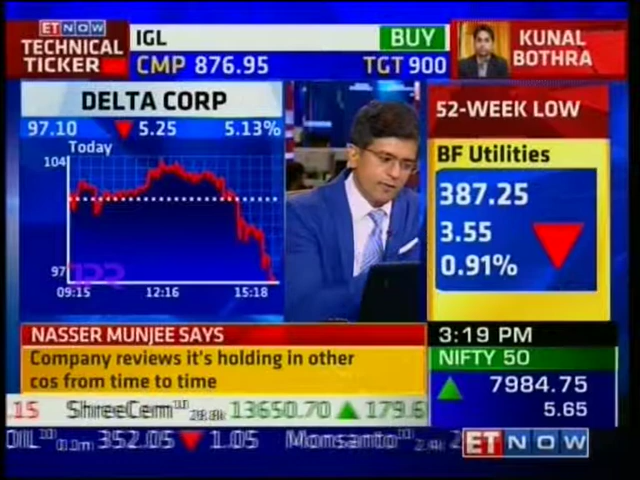 ET NOW
TECHNICAL
TICKER
IGL
BUY
CMP 876.95
TGT 900
KUNAL
BOTHRA
DELTA CORP
97.10 5.25 5.13%
Today
104
97
09:15 12:16 15:18
52-WEEK LOW
BF Utilities
387.25
3.55
0.91%
NASSER MUNJEE SAYS
Company reviews it's holding in other
cos from time to time
3:19 PM
NIFTY 50
7984.75
5.65
.15 ShreeCem 13650.70 179.6
OIL 352.05 1.05 Monsanto
ET NOW